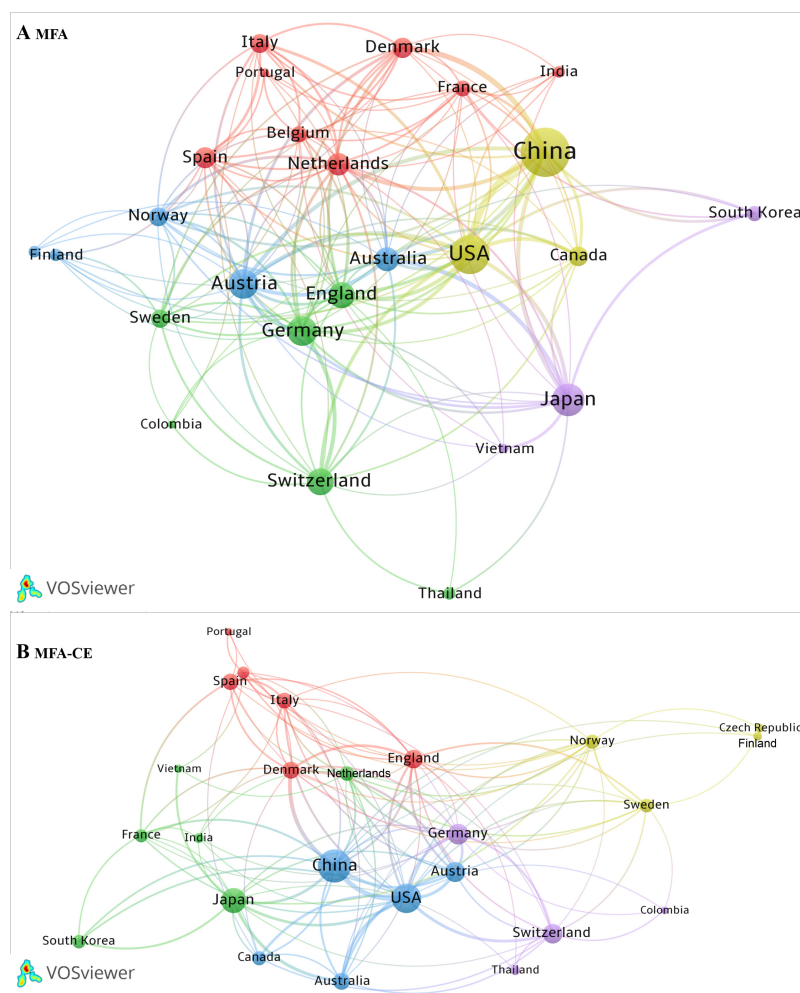 A MFA
Italy
Denmark
Portugal
India
France
Belgium
China
Spain
Netherlands
Norway
South Korea
Finland
Australia
USA
Canada
Austria
England
Sweden
Germany
Japan
Colombia
Vietnam
Switzerland
VOSviewer
Thailand
B MFA-CE
Portugal
Spain
Italy
Czech Republic
Norway
Finland
England
Vietnam
Denmark
Netherlands
Sweden
France
India
Germany
China
Austria
Japan
USA
Colombia
South Korea
Switzerland
Canada
Thailand
VOSviewer
Australia